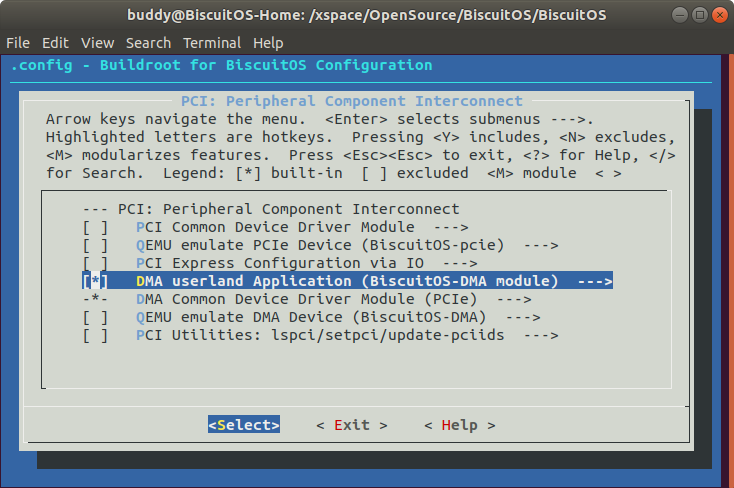 buddy@BiscuitOS-Home: /xspace/OpenSource/BiscuitOS/BiscuitOS
File Edit View Search Terminal Help
.config - Buildroot for BiscuitOS Configuration
PCI: Peripheral Component Interconnect
Arrow keys navigate the menu. <Enter> selects submenus --->.
Highlighted letters are hotkeys. Pressing <Y> includes, <N> excludes,
<M> modularizes features. Press <Esc><Esc> to exit, <?> for Help, </>
for Search. Legend: [*] built-in [ ] excluded <M> module < >
--- PCI: Peripheral Component Interconnect
[ ] PCI Common Device Driver Module --->
[ ] QEMU emulate PCIe Device (BiscuitOS-pcie) --->
[ ] PCI Express Configuration via IO --->
[*] DMA userland Application (BiscuitOS-DMA module) --->
-*- DMA Common Device Driver Module (PCIe) --->
[ ] QEMU emulate DMA Device (BiscuitOS-DMA) --->
[ ] PCI Utilities: lspci/setpci/update-pciids --->
<Select> < Exit > < Help >